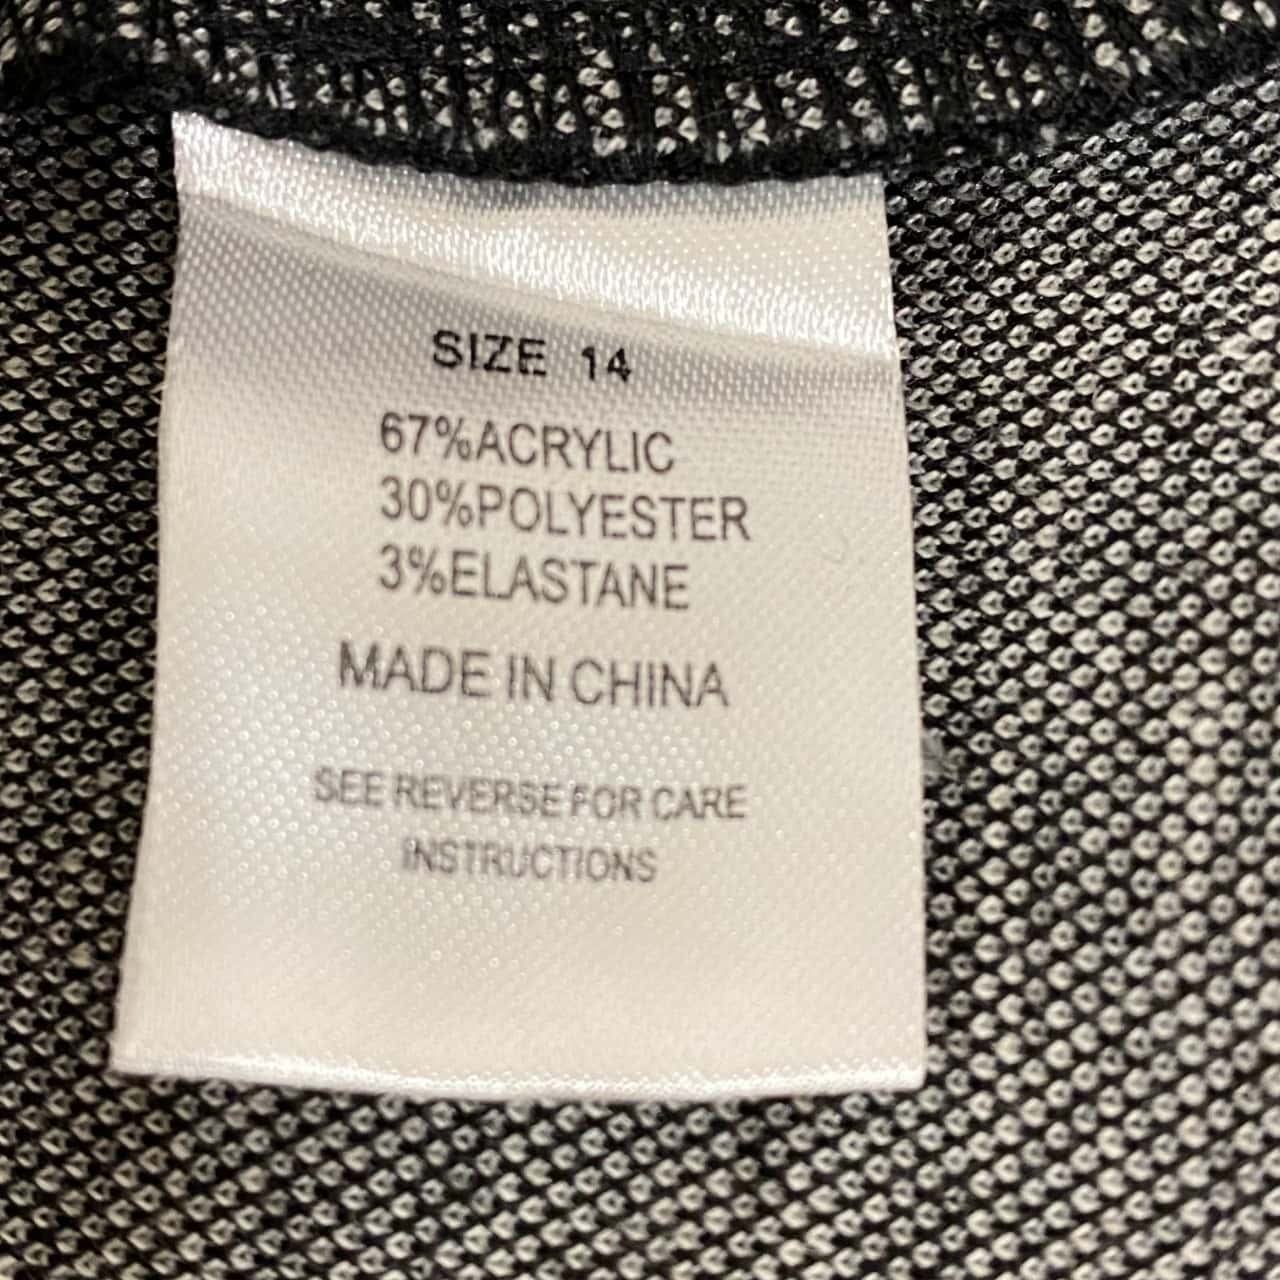 SIZE 14
67%ACRYLIC
30%POLYESTER
3%ELASTANE
MADE IN CHINA
SEE REVERSE FOR CARE
INSTRUCTIONS